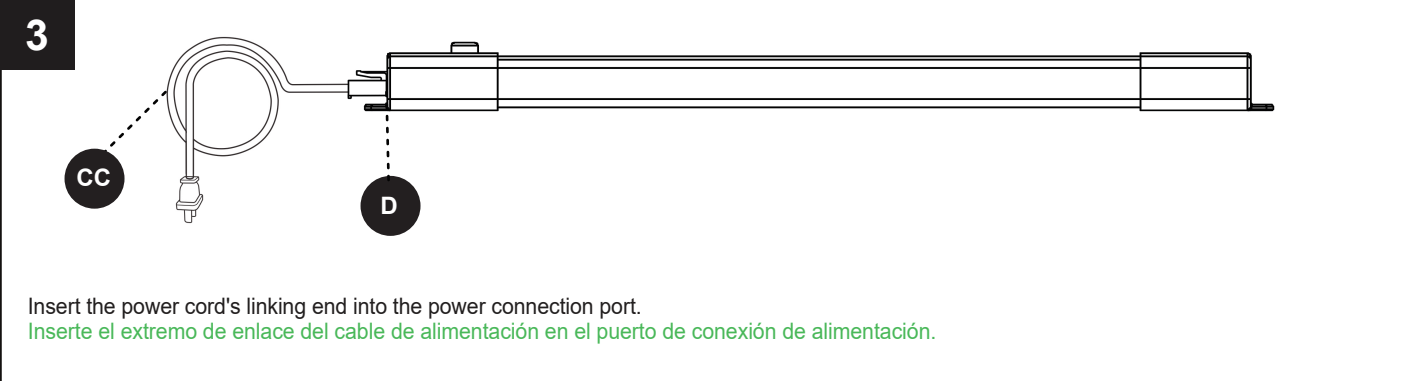 3
CC
D
Insert the power cord's linking end into the power connection port.
Inserte el extremo de enlace del cable de alimentación en el puerto de conexión de alimentación.